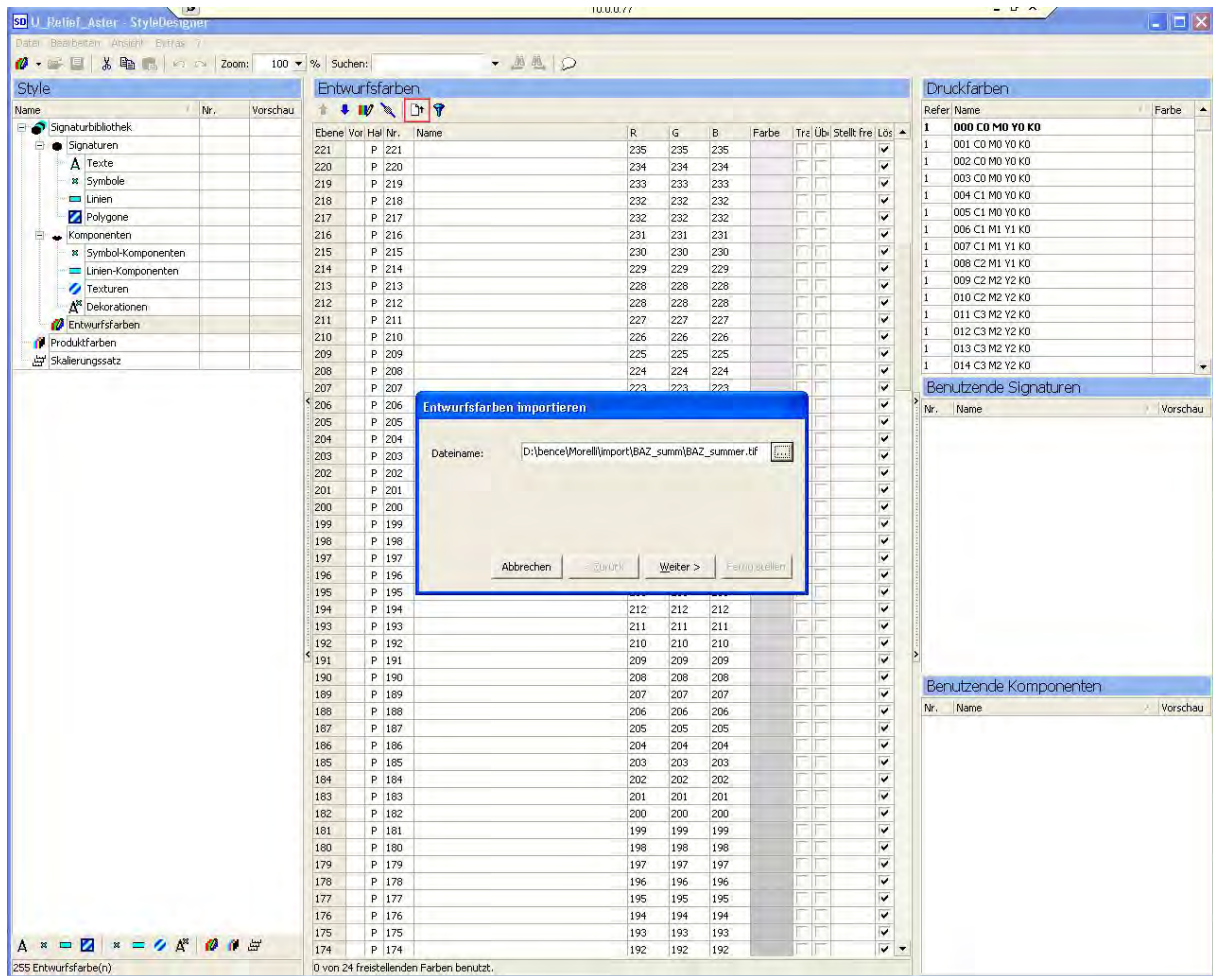 10.0.0.77
SD U_Relief_Aster - StyleDesigner
Datei Bearbeiten Ansicht Extras ?
Zoom: 100 % Suchen:
Style
Name Nr. Vorschau
Signaturbibliothek
Signaturen
Texte
Symbole
Linien
Polygone
Komponenten
Symbol-Komponenten
Linien-Komponenten
Texturen
Dekorationen
Entwurfsfarben
Produktfarben
Skalierungssatz
255 Entwurfsfarbe(n)
Entwurfsfarben
Ebene Vor Hal Nr. Name R G B Farbe Tra Üb Stellt fre Lös
221 P 221 235 235 235
220 P 220 234 234 234
219 P 219 233 233 233
218 P 218 232 232 232
217 P 217 232 232 232
216 P 216 231 231 231
215 P 215 230 230 230
214 P 214 229 229 229
213 P 213 228 228 228
212 P 212 228 228 228
211 P 211 227 227 227
210 P 210 226 226 226
209 P 209 225 225 225
208 P 208 224 224 224
207 P 207 223 223 223
206 P 206
205 P 205
204 P 204
203 P 203
202 P 202
201 P 201
200 P 200
199 P 199
198 P 198
197 P 197
196 P 196
195 P 195
194 P 194 212 212 212
193 P 193 211 211 211
192 P 192 210 210 210
191 P 191 209 209 209
190 P 190 208 208 208
189 P 189 207 207 207
188 P 188 206 206 206
187 P 187 205 205 205
186 P 186 204 204 204
185 P 185 203 203 203
184 P 184 202 202 202
183 P 183 201 201 201
182 P 182 200 200 200
181 P 181 199 199 199
180 P 180 198 198 198
179 P 179 197 197 197
178 P 178 196 196 196
177 P 177 195 195 195
176 P 176 194 194 194
175 P 175 193 193 193
174 P 174 192 192 192
0 von 24 freistellenden Farben benutzt.
Entwurfsfarben importieren
Dateiname: D:\bence\Morelli\import\BAZ_summ\BAZ_summer.tif ...
Abbrechen < Zurück Weiter > Fertig stellen
Druckfarben
Refer Name Farbe
1 000 C0 M0 Y0 K0
1 001 C0 M0 Y0 K0
1 002 C0 M0 Y0 K0
1 003 C0 M0 Y0 K0
1 004 C1 M0 Y0 K0
1 005 C1 M0 Y0 K0
1 006 C1 M1 Y1 K0
1 007 C1 M1 Y1 K0
1 008 C2 M1 Y1 K0
1 009 C2 M2 Y2 K0
1 010 C2 M2 Y2 K0
1 011 C3 M2 Y2 K0
1 012 C3 M2 Y2 K0
1 013 C3 M2 Y2 K0
1 014 C3 M2 Y2 K0
Benutzende Signaturen
Nr. Name Vorschau
Benutzende Komponenten
Nr. Name Vorschau